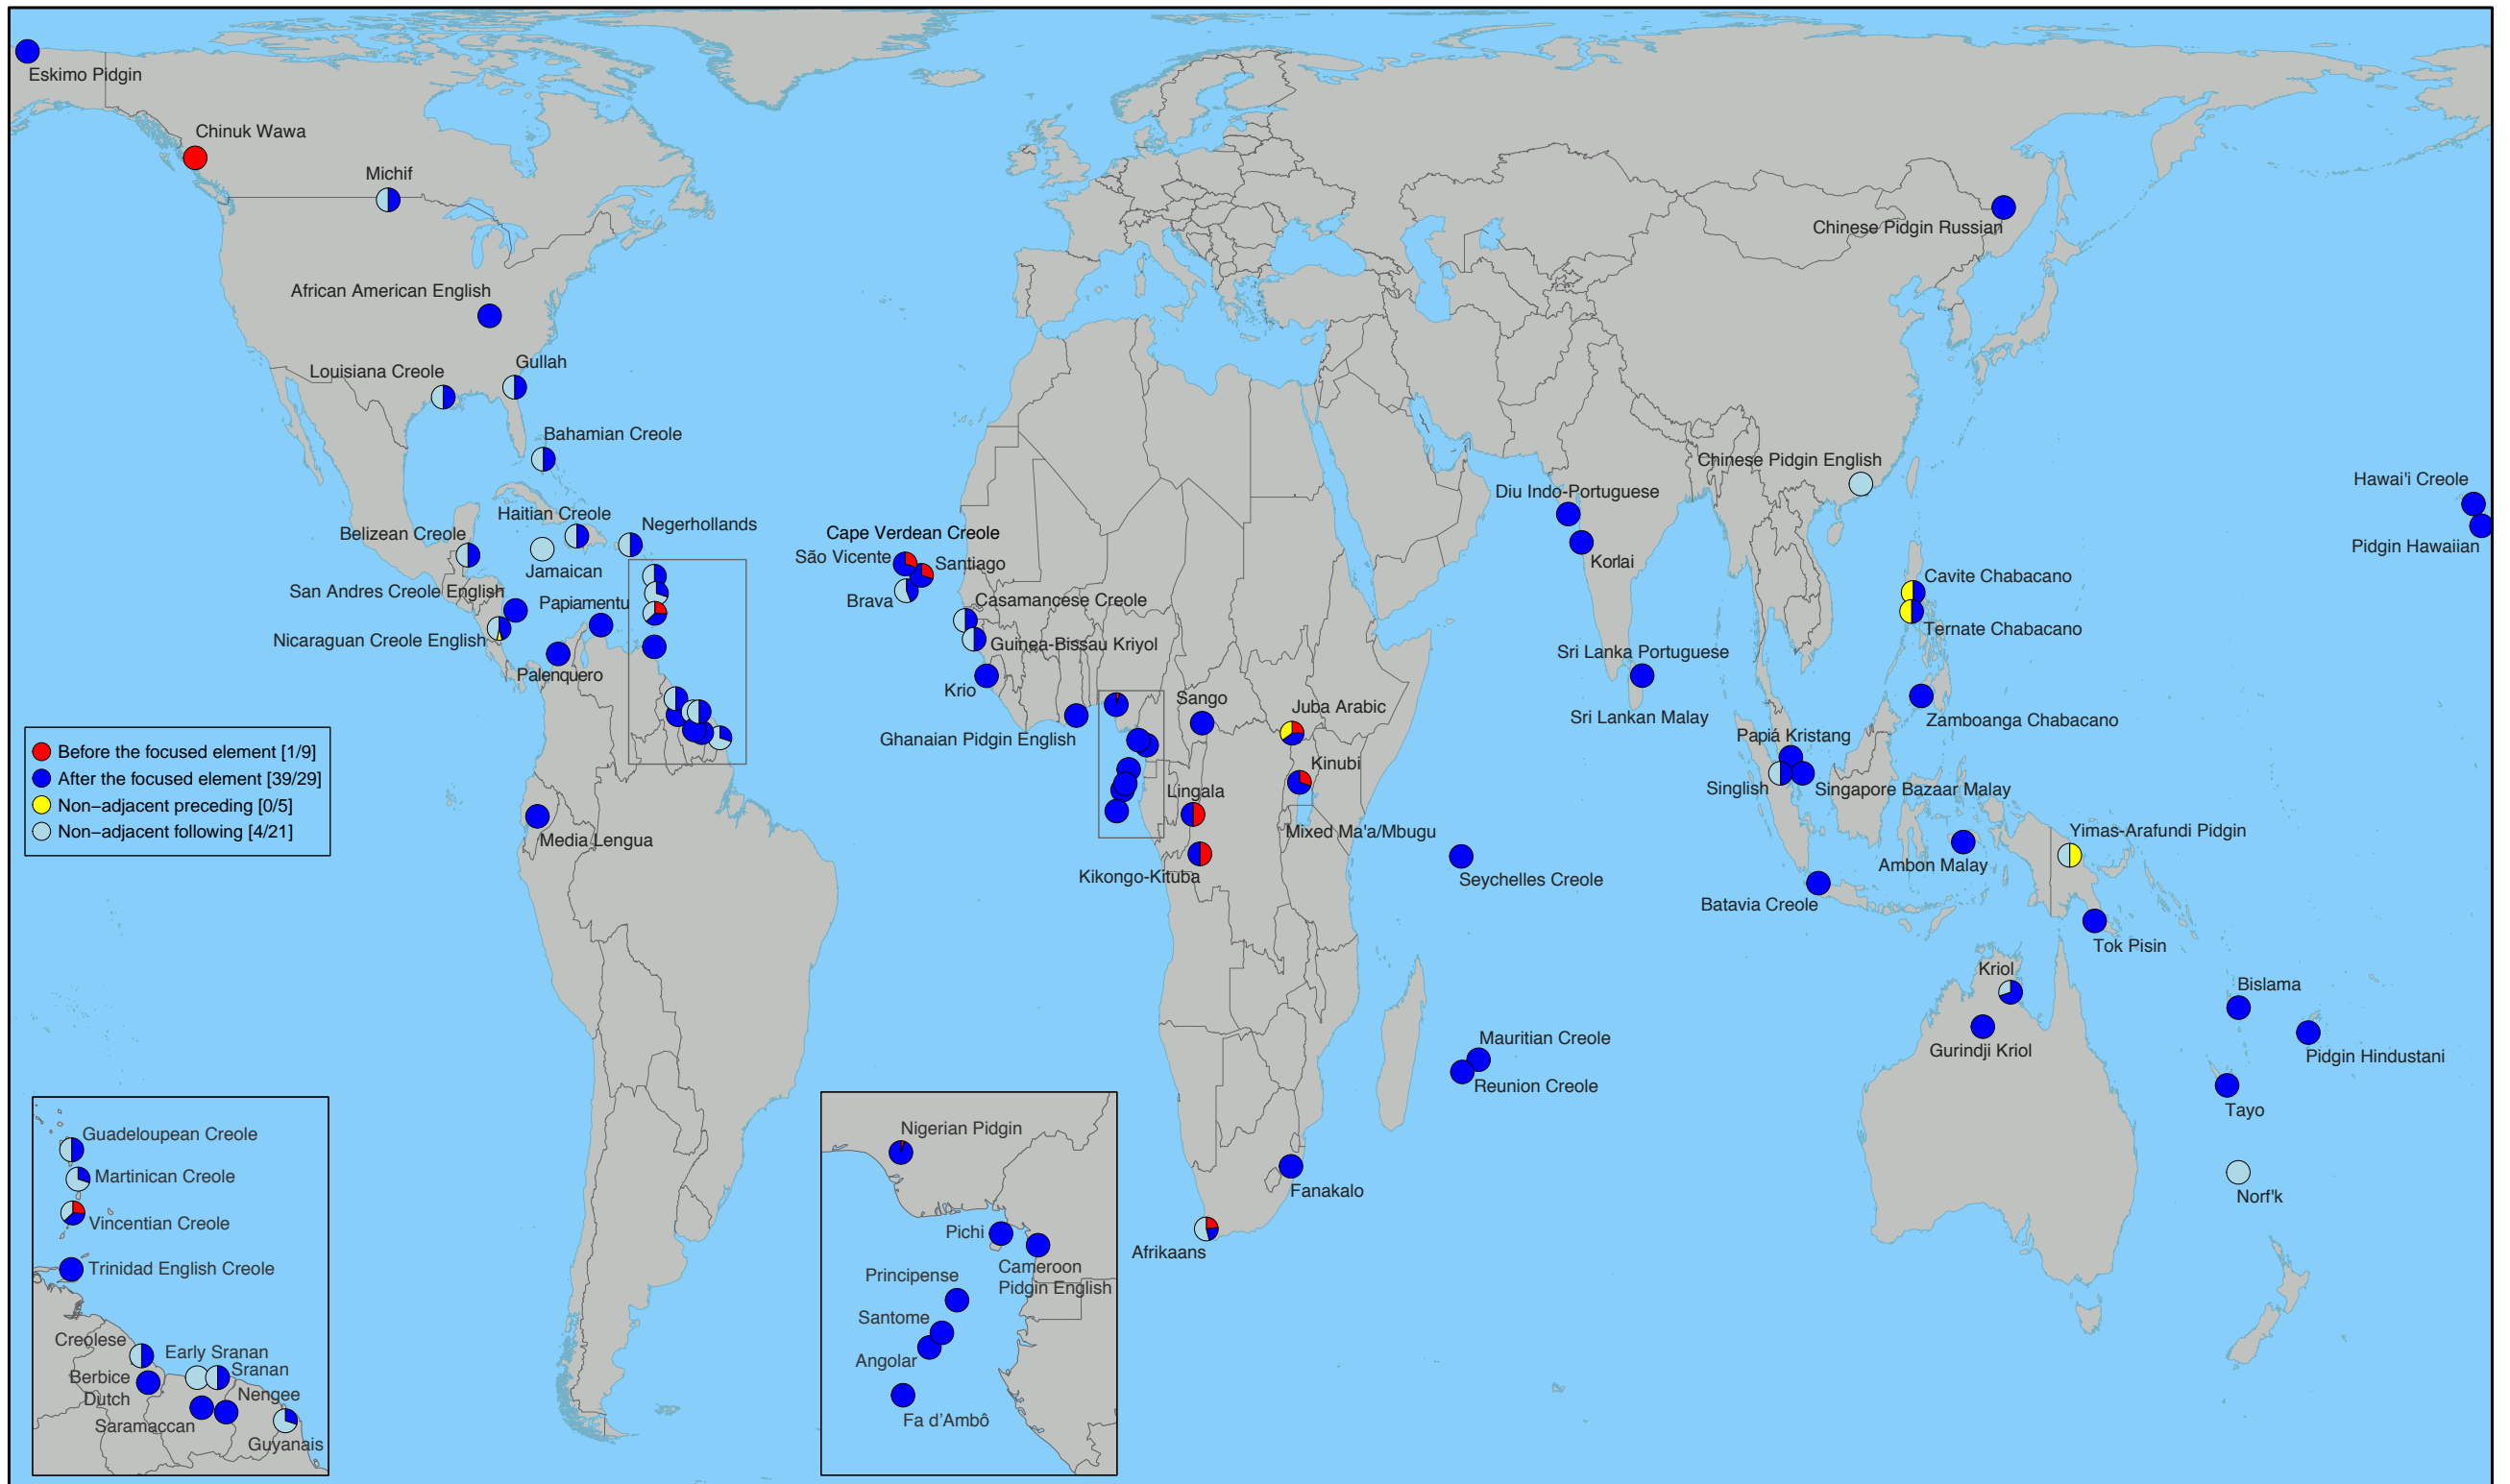 Eskimo Pidgin
Chinuk Wawa
Michif
Chinese Pidgin Russian
African American English
Gullah
Louisiana Creole
Bahamian Creole
Chinese Pidgin English
Hawai'i Creole
Diu Indo-Portuguese
Haitian Creole
Negerhollands
Belizean Creole
Cape Verdean Creole
São Vicente
Santiago
Jamaican
Korlai
Pidgin Hawaiian
Cavite Chabacano
San Andres Creole English
Papiamentu
Brava
Casamancese Creole
Ternate Chabacano
Nicaraguan Creole English
Guinea-Bissau Kriyol
Sri Lanka Portuguese
Palenquero
Krio
Sango
Juba Arabic
Sri Lankan Malay
Zamboanga Chabacano
Ghanaian Pidgin English
Papiá Kristang
Before the focused element [1/9]
After the focused element [39/29]
Non−adjacent preceding [0/5]
Non−adjacent following [4/21]
Kinubi
Lingala
Singlish
Singapore Bazaar Malay
Media Lengua
Mixed Ma'a/Mbugu
Yimas-Arafundi Pidgin
Ambon Malay
Kikongo-Kituba
Seychelles Creole
Batavia Creole
Tok Pisin
Kriol
Bislama
Mauritian Creole
Gurindji Kriol
Pidgin Hindustani
Reunion Creole
Tayo
Fanakalo
Norf'k
Afrikaans
Guadeloupean Creole
Martinican Creole
Vincentian Creole
Trinidad English Creole
Creolese
Early Sranan
Sranan
Berbice
Dutch
Nengee
Saramaccan
Guyanais
Nigerian Pidgin
Pichi
Cameroon
Pidgin English
Principense
Santome
Angolar
Fa d'Ambô